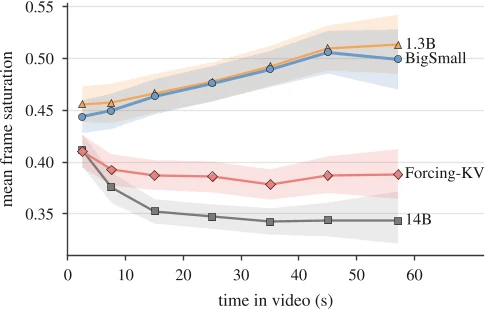 mean frame saturation
0.55
0.50
0.45
0.40
0.35
1.3B
BigSmall
Forcing-KV
14B
0 10 20 30 40 50 60
time in video (s)